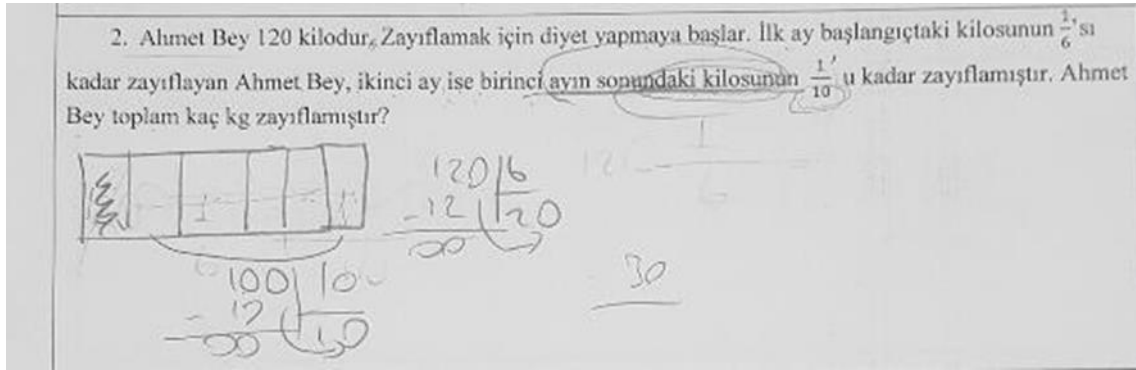 2. Ahmet Bey 120 kilodur. Zayıflamak için diyet yapmaya başlar. İlk ay başlangıçtaki kilosunun 1/6'sı
kadar zayıflayan Ahmet Bey, ikinci ay ise birinci ayın sonundaki kilosunun 1/10'u kadar zayıflamıştır. Ahmet
Bey toplam kaç kg zayıflamıştır?
120 6
-12 20
00
100 10
00 10
30